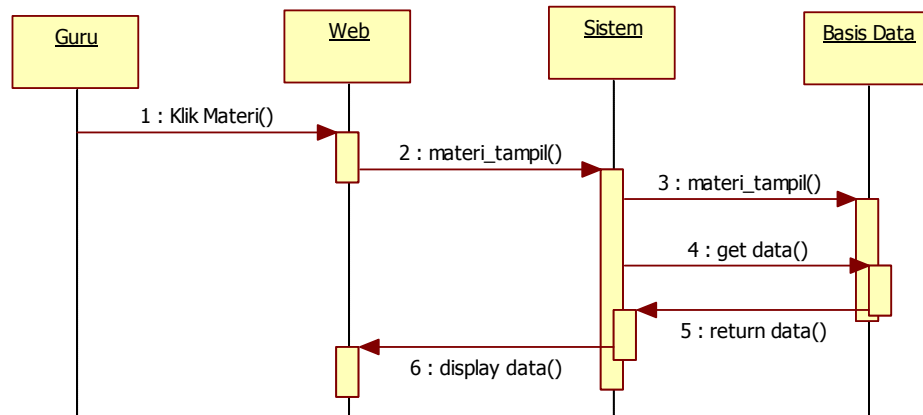 Guru
Web
Sistem
Basis Data
1 : Klik Materi()
2 : materi_tampil()
3 : materi_tampil()
4 : get data()
5 : return data()
6 : display data()